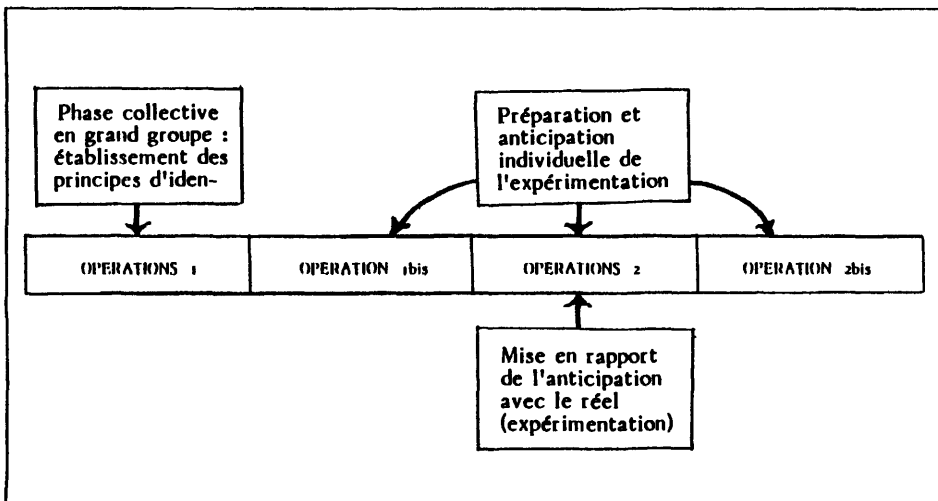 Phase collective
en grand groupe :
établissement des
principes d'iden-
Préparation et
anticipation
individuelle de
l'expérimentation
OPERATIONS 1
OPERATION 1bis
OPERATIONS 2
OPERATION 2bis
Mise en rapport
de l'anticipation
avec le réel
(expérimentation)